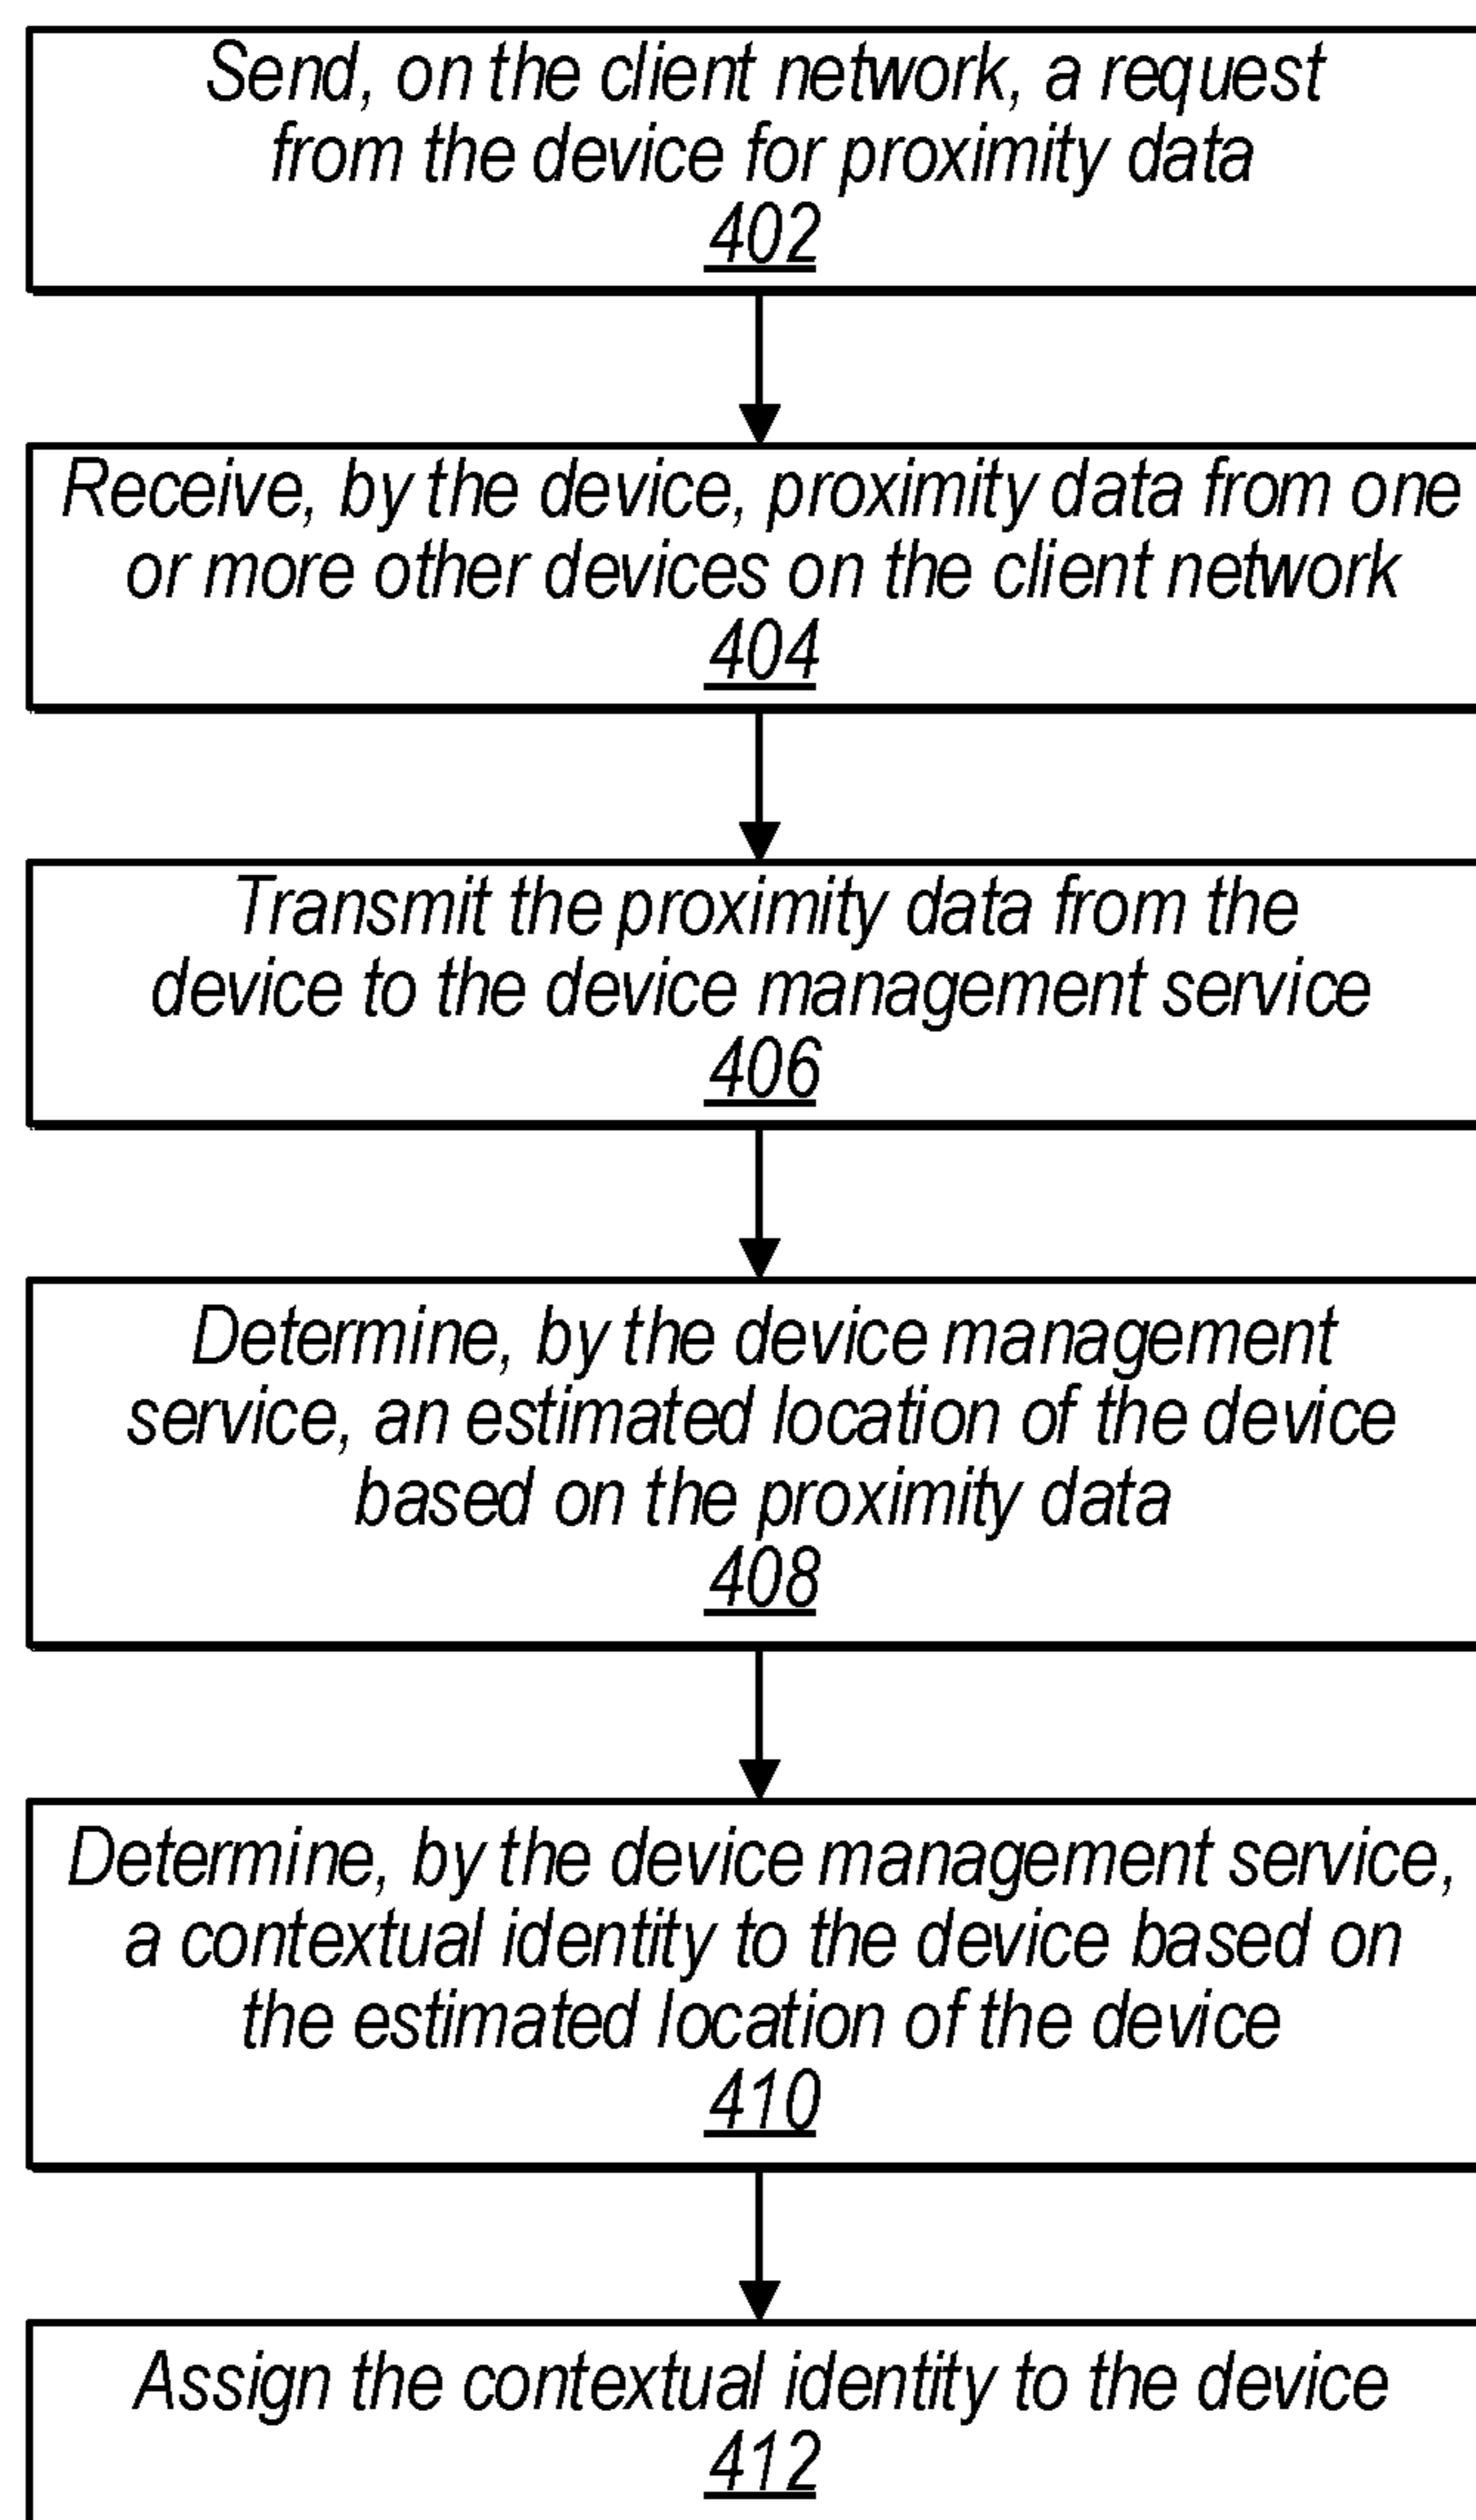 Send, on the client network, a request
from the device for proximity data
402
Receive, by the device, proximity data from one
or more other devices on the client network
404
Transmit the proximity data from the
device to the device management service
406
Determine, by the device management
service, an estimated location of the device
based on the proximity data
408
Determine, by the device management service,
a contextual identity to the device based on
the estimated location of the device
410
Assign the contextual identity to the device
412